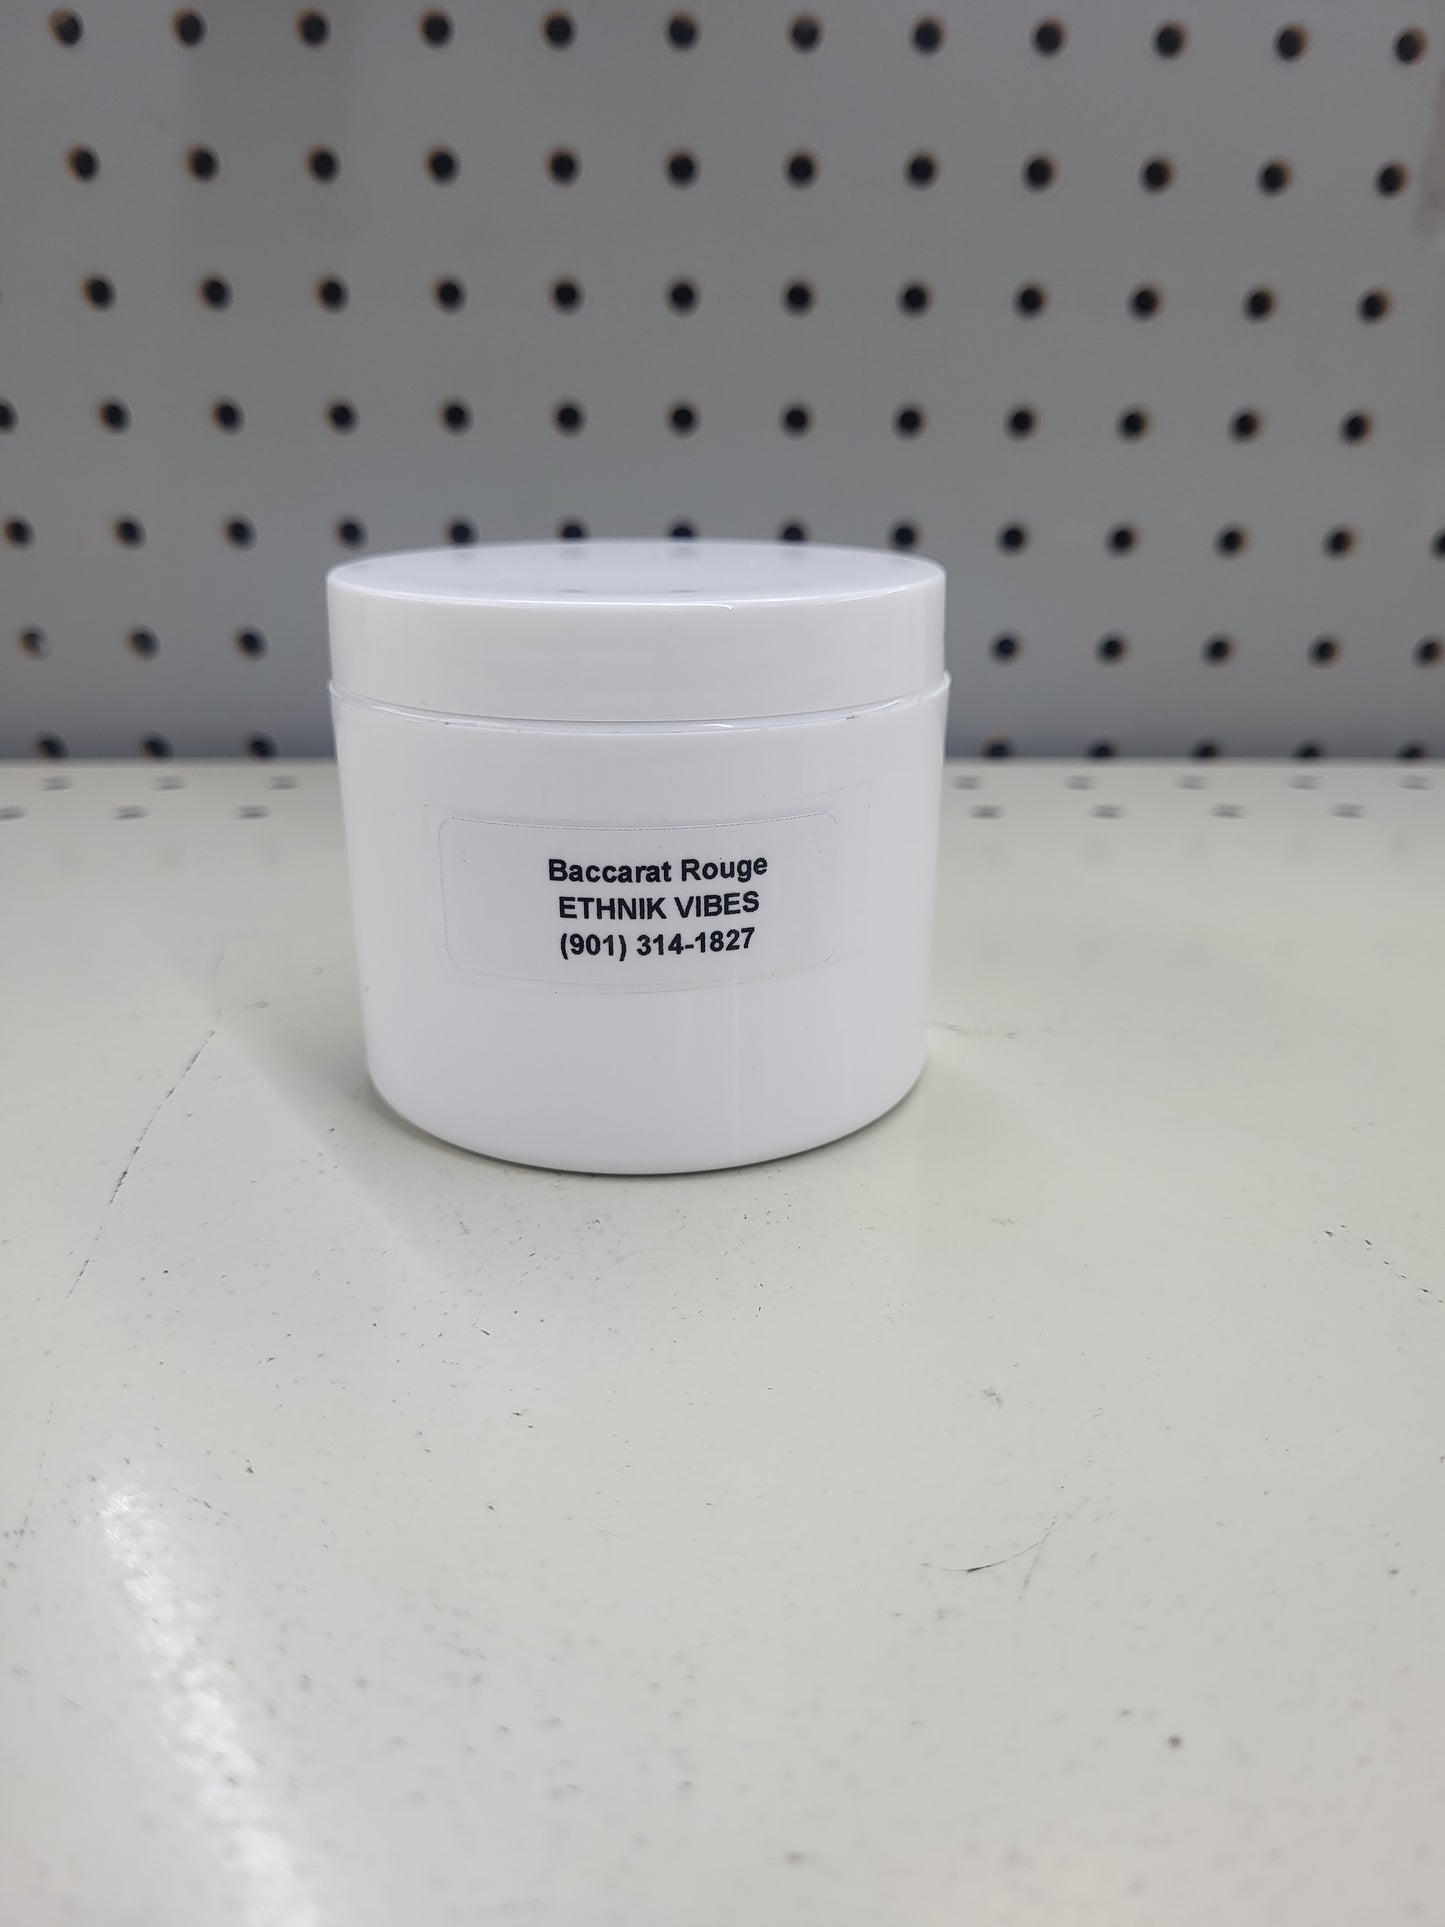 Baccarat Rouge
ETHNIK VIBES
(901) 314-1827